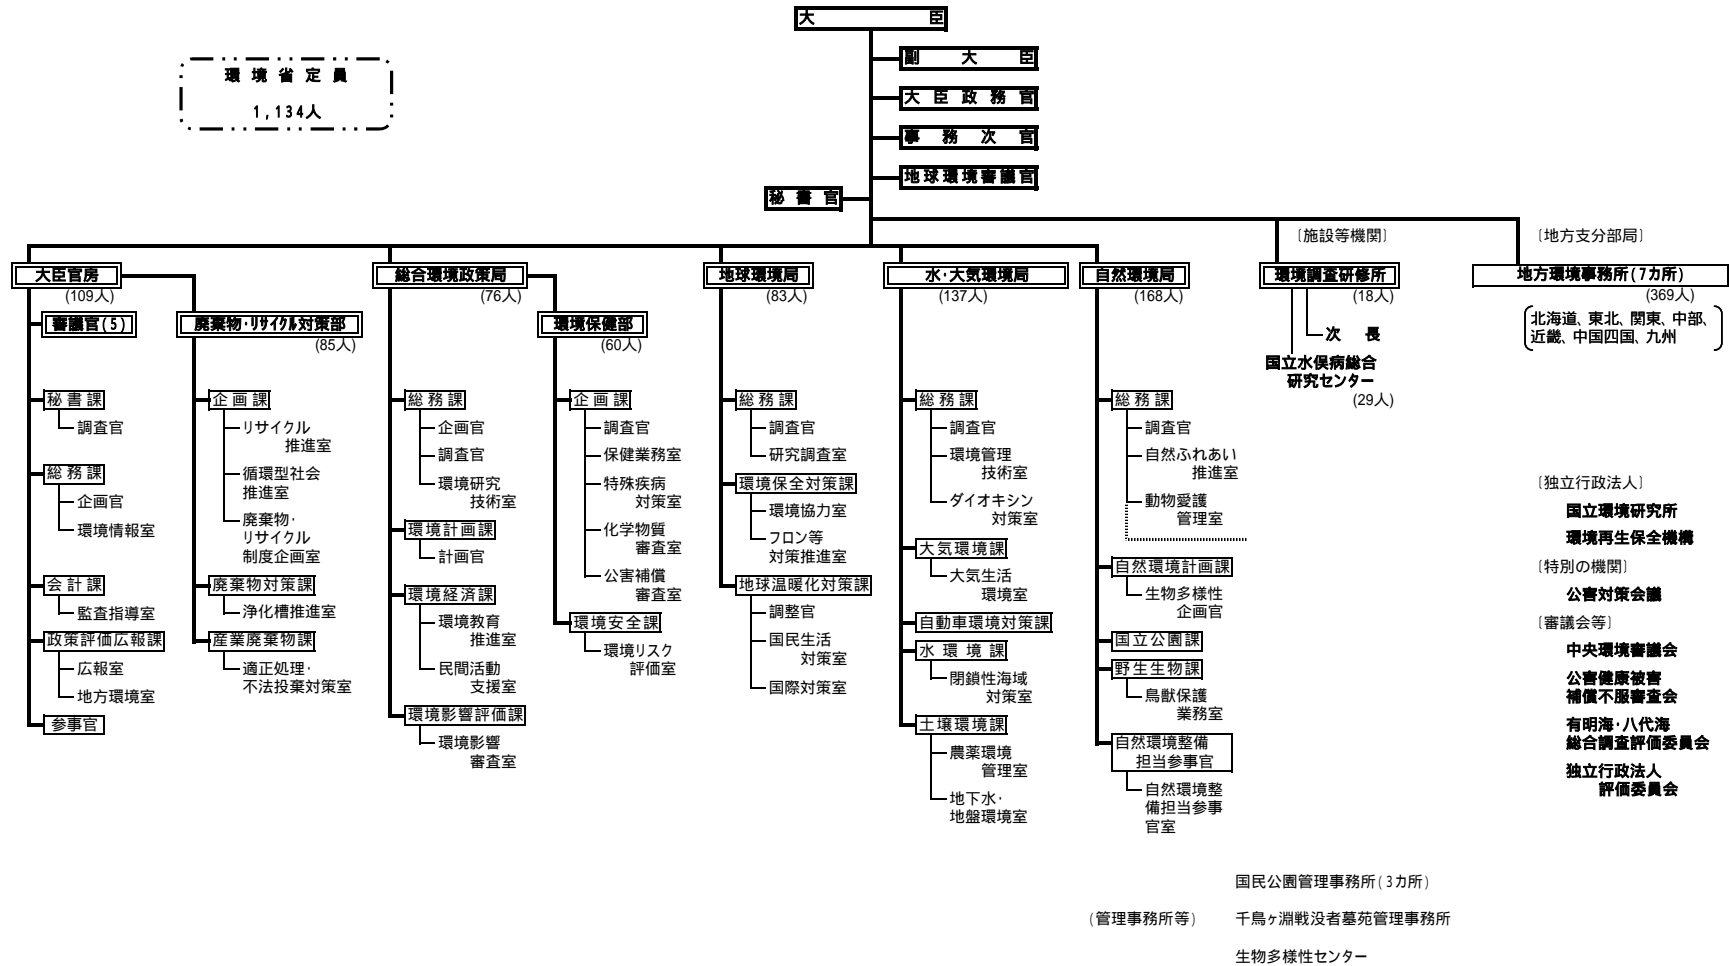 大臣
副大臣
大臣政務官
事務次官
地球環境審議官
秘書官
環境省定員
1,134人
大臣官房
(109人)
審議官(5)
秘書課
調査官
総務課
企画官
環境情報室
会計課
監査指導室
政策評価広報課
広報室
地方環境室
参事官
廃棄物・リサイクル対策部
(85人)
企画課
リサイクル
推進室
循環型社会
推進室
廃棄物・
リサイクル
制度企画室
廃棄物対策課
浄化槽推進室
産業廃棄物課
適正処理・
不法投棄対策室
総合環境政策局
(76人)
総務課
企画官
調査官
環境研究
技術室
環境計画課
計画官
環境経済課
環境教育
推進室
民間活動
支援室
環境影響評価課
環境影響
審査室
環境保健部
(60人)
企画課
調査官
保健業務室
特殊疾病
対策室
化学物質
審査室
公害補償
審査室
環境安全課
環境リスク
評価室
地球環境局
(83人)
総務課
調査官
研究調査室
環境保全対策課
環境協力室
フロン等
対策推進室
地球温暖化対策課
調整官
国民生活
対策室
国際対策室
水・大気環境局
(137人)
総務課
調査官
環境管理
技術室
ダイオキシン
対策室
大気環境課
大気生活
環境室
自動車環境対策課
水環境課
閉鎖性海域
対策室
土壌環境課
農薬環境
管理室
地下水・
地盤環境室
自然環境局
(168人)
総務課
調査官
自然ふれあい
推進室
動物愛護
管理室
自然環境計画課
生物多様性
企画官
国立公園課
野生生物課
鳥獣保護
業務室
自然環境整備
担当参事官
自然環境整
備担当参事
官室
〔施設等機関〕
環境調査研修所
(18人)
次長
国立水俣病総合
研究センター
(29人)
〔地方支分部局〕
地方環境事務所(7カ所)
(369人)
北海道、東北、関東、中部、
近畿、中国四国、九州
〔独立行政法人〕
国立環境研究所
環境再生保全機構
〔特別の機関〕
公害対策会議
〔審議会等〕
中央環境審議会
公害健康被害
補償不服審査会
有明海・八代海
総合調査評価委員会
独立行政法人
評価委員会
国民公園管理事務所(3カ所)
(管理事務所等)
千鳥ヶ淵戦没者墓苑管理事務所
生物多様性センター